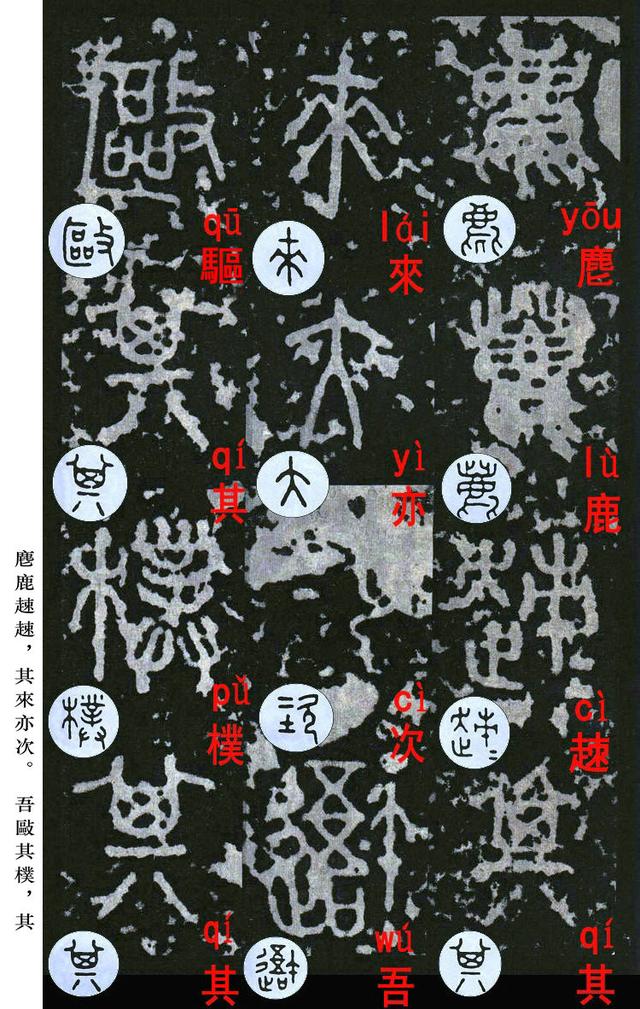 yōu
麀
lù
鹿
cì
趚
qí
其
lái
來
yì
亦
cì
次
wú
吾
qū
驅
qí
其
pǔ
樸
qí
其
麀鹿趚趚，其來亦次。 吾敺其樸，其